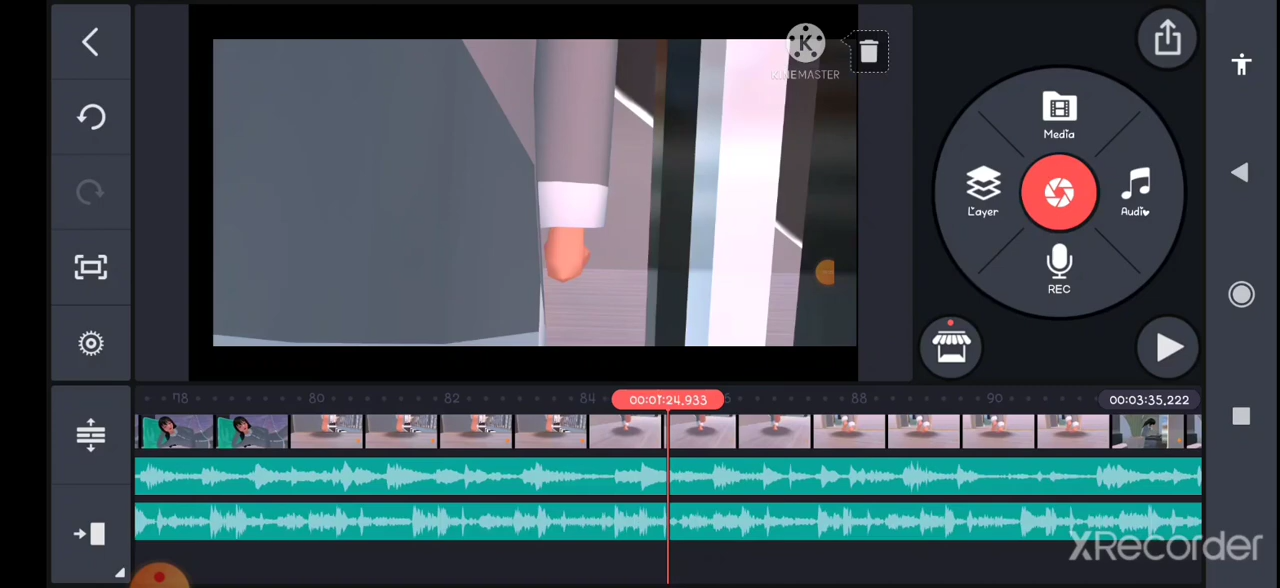 K
KINEMASTER
Media
Layer
Audio
REC
78
80
82
84
00:01:24,933
88
90
00:03:35,222
XRecorder